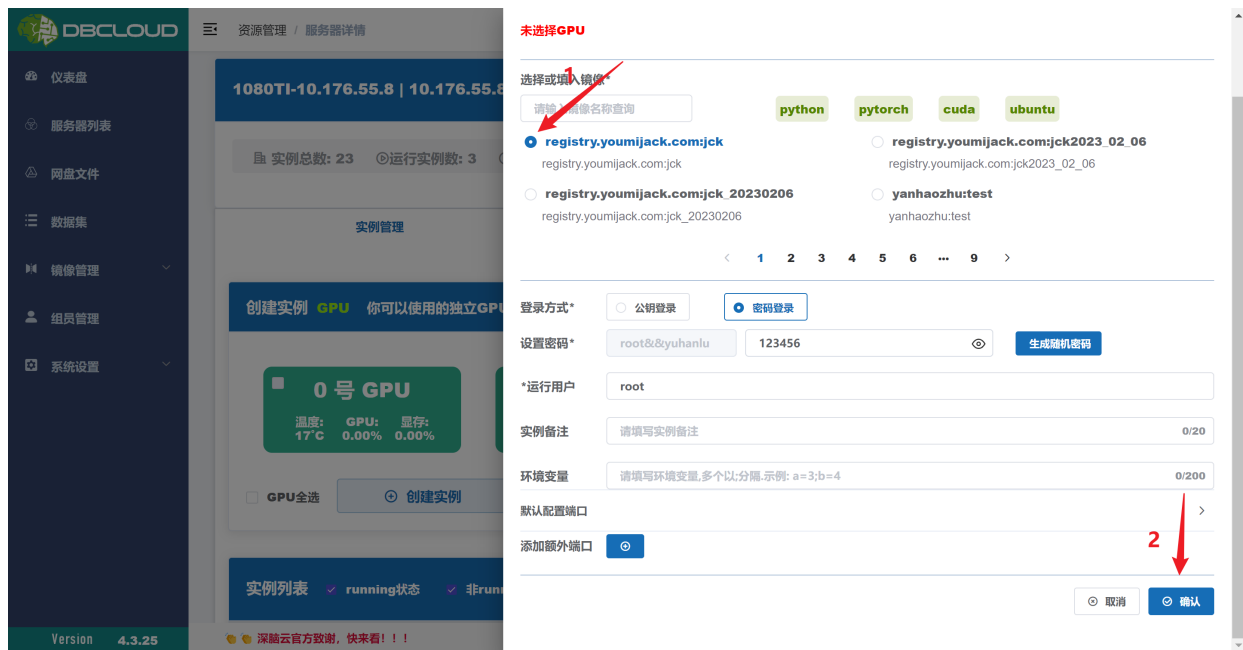 DBCLOUD
资源管理 / 服务器详情
仪表盘
服务器列表
网盘文件
数据集
镜像管理
组员管理
系统设置
Version 4.3.25
1080TI-10.176.55.8 | 10.176.55.8
实例总数: 23 运行实例数: 3
实例管理
创建实例 GPU 你可以使用的独立GPU
0 号 GPU
温度: GPU: 显存:
17°C 0.00% 0.00%
GPU全选 创建实例
实例列表 running状态 非runn
深脑云官方致谢,快来看!!!
未选择GPU
选择或填入镜像*
1
请输 镜像名称查询 python pytorch cuda ubuntu
registry.youmijack.com:jck registry.youmijack.com:jck2023_02_06
registry.youmijack.com:jck registry.youmijack.com:jck2023_02_06
registry.youmijack.com:jck_20230206 yanhaozhu:test
registry.youmijack.com:jck_20230206 yanhaozhu:test
< 1 2 3 4 5 6 ... 9 >
登录方式* 公钥登录 密码登录
设置密码* root&&yuhanlu 123456 生成随机密码
*运行用户 root
实例备注 请填写实例备注 0/20
环境变量 请填写环境变量,多个以;分隔.示例: a=3;b=4 0/200
默认配置端口 >
添加额外端口
2
取消 确认